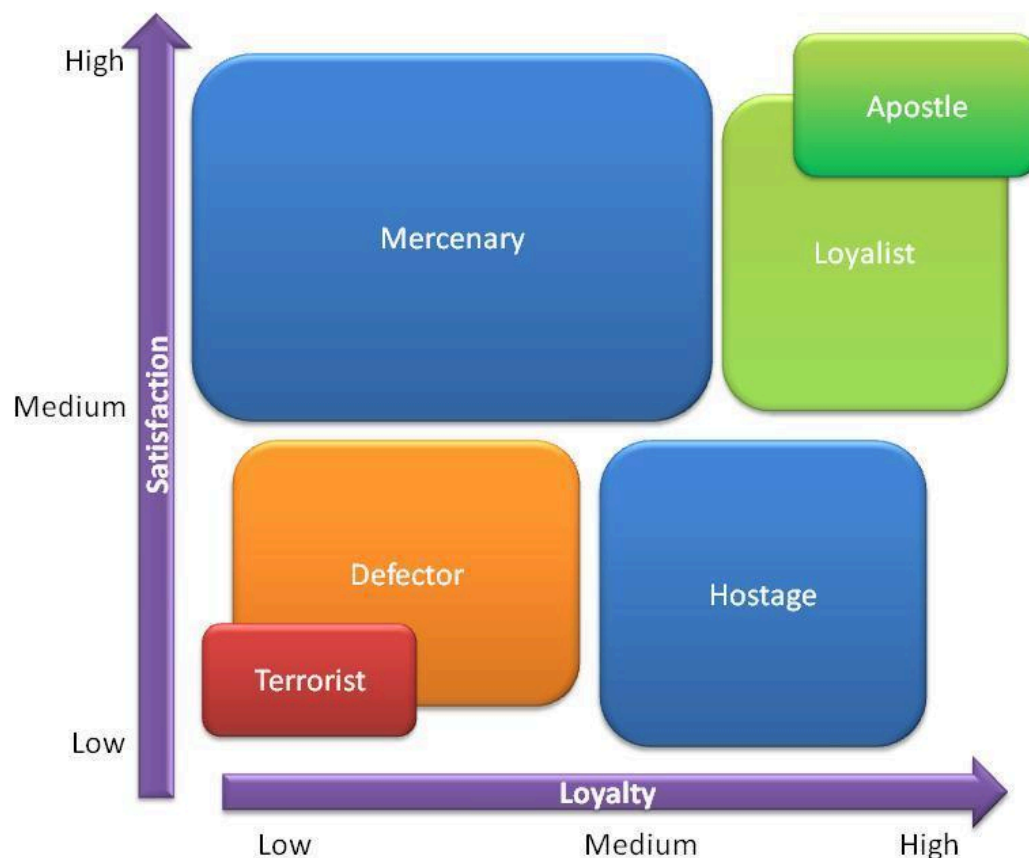 High
Apostle
Mercenary
Loyalist
Medium
Satisfaction
Defector
Hostage
Terrorist
Low
Loyalty
Low
Medium
High